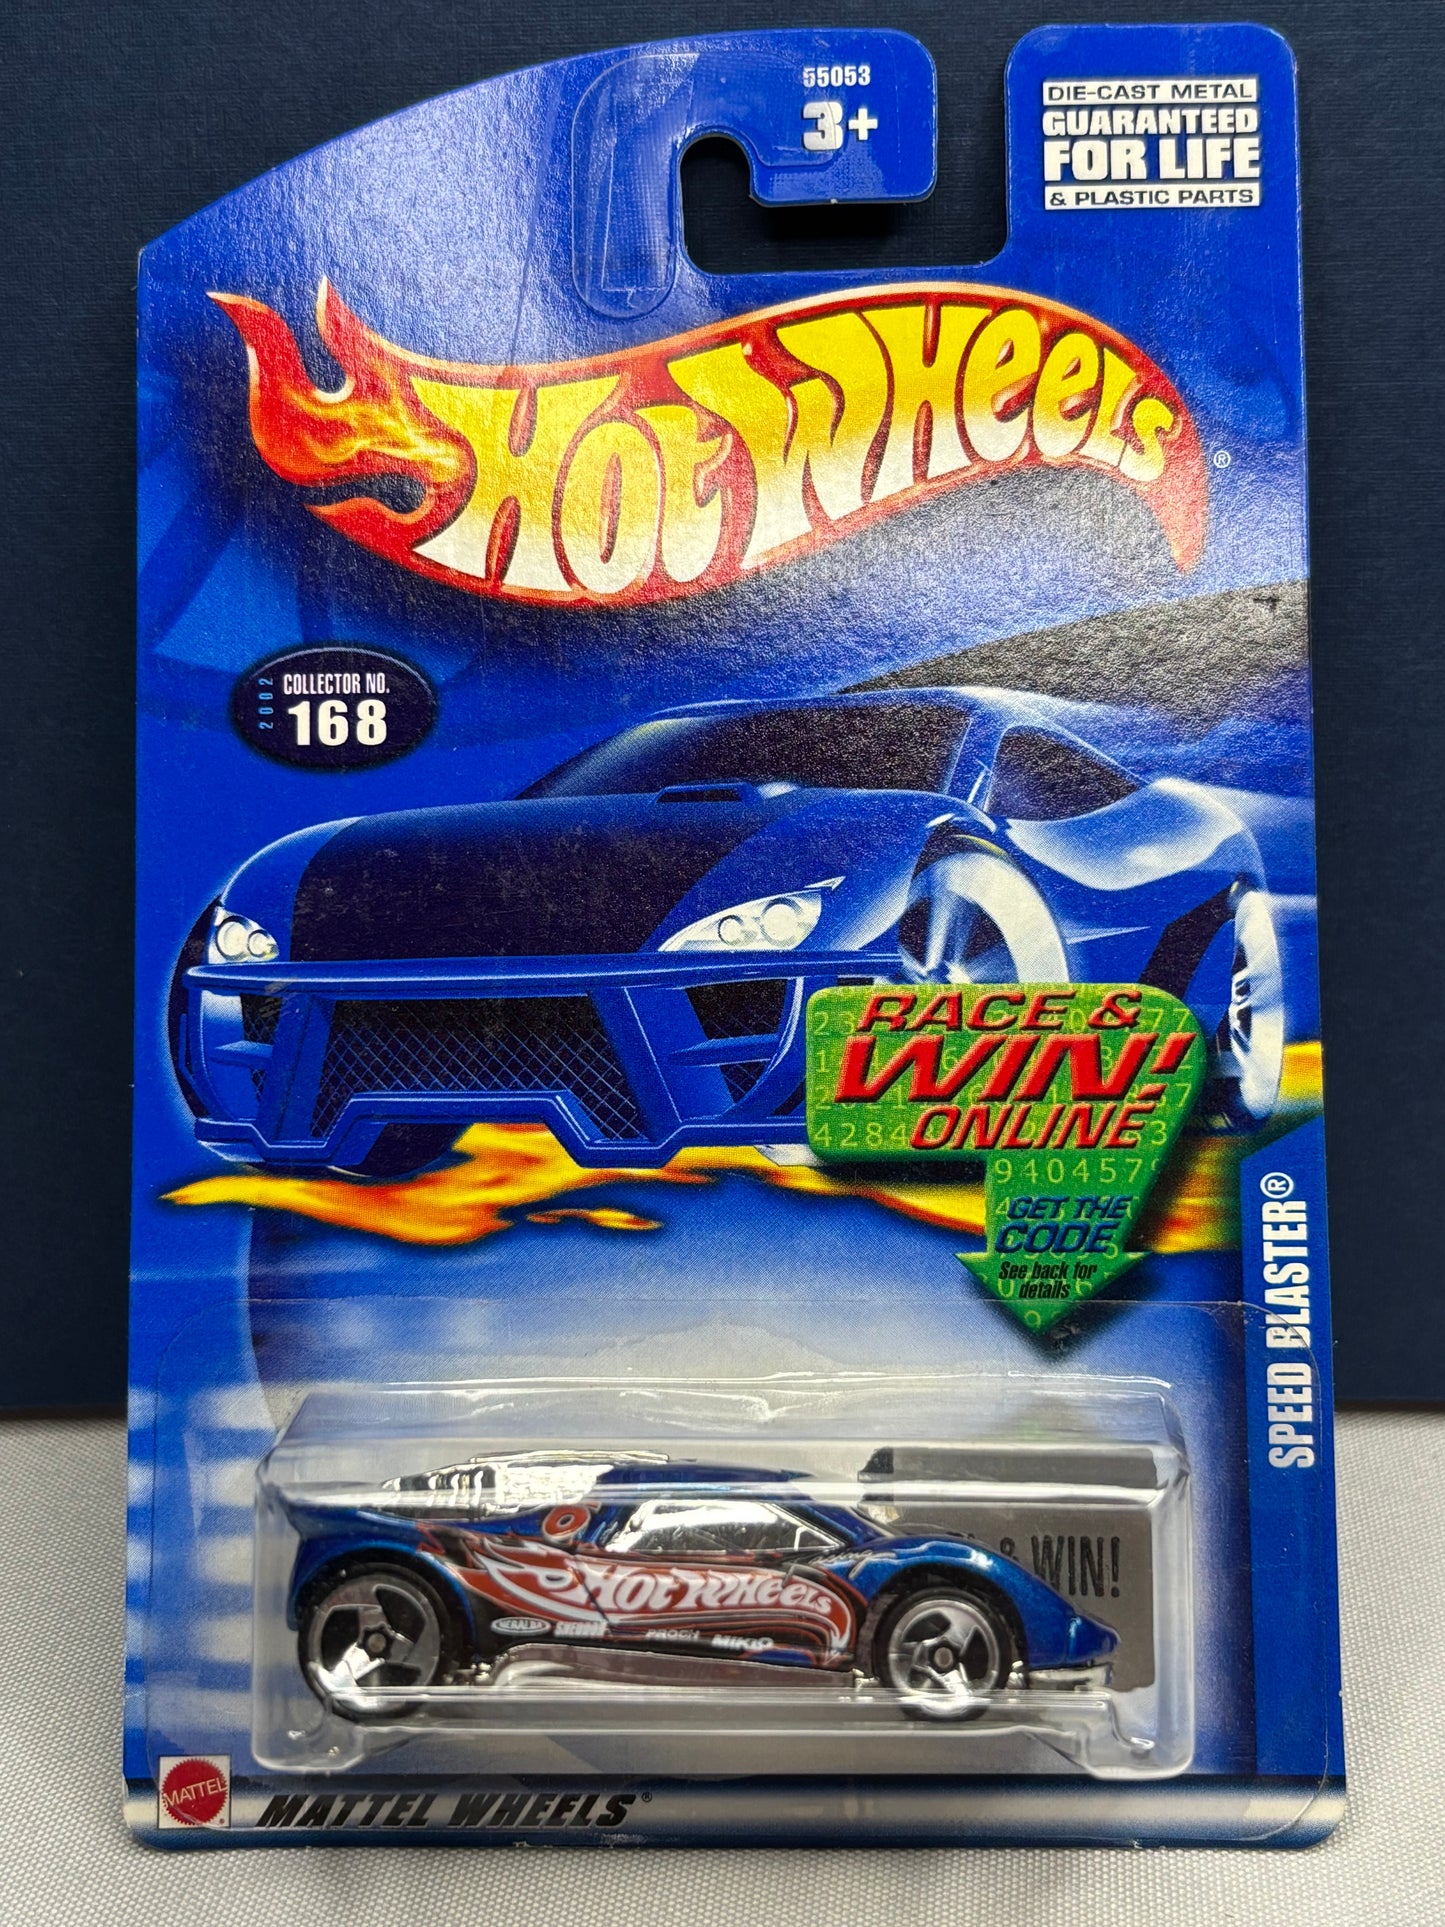 55053
3+
DIE-CAST METAL
GUARANTEED
FOR LIFE
& PLASTIC PARTS
HOT WHEELS®
2002
COLLECTOR NO.
168
RACE &
WIN!
ONLINE
GET THE
CODE
See back for
details
SPEED BLASTER®
& WIN!
HOT WHEELS
MIKIO
MATTEL
MATTEL WHEELS®